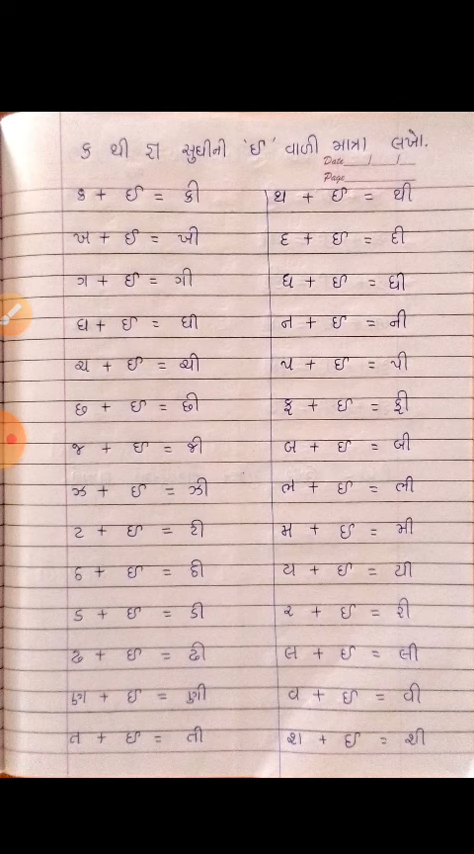 ક થી જ્ઞ સુધીની 'ઈ' વાળી માત્રા લખો.
Date / /
Page
ક + ઈ = કી
ખ + ઈ = ખી
ગ + ઈ = ગી
ઘ + ઈ = ઘી
ચ + ઈ = ચી
છ + ઈ = છી
જ + ઈ = જી
ઝ + ઈ = ઝી
ટ + ઈ = ટી
ઠ + ઈ = ઠી
ડ + ઈ = ડી
ઢ + ઈ = ઢી
ણ + ઈ = ણી
ત + ઈ = તી
થ + ઈ = થી
દ + ઈ = દી
ધ + ઈ = ધી
ન + ઈ = ની
પ + ઈ = પી
ફ + ઈ = ફી
બ + ઈ = બી
ભ + ઈ = ભી
મ + ઈ = મી
ય + ઈ = યી
ર + ઈ = રી
લ + ઈ = લી
વ + ઈ = વી
શ + ઈ = શી